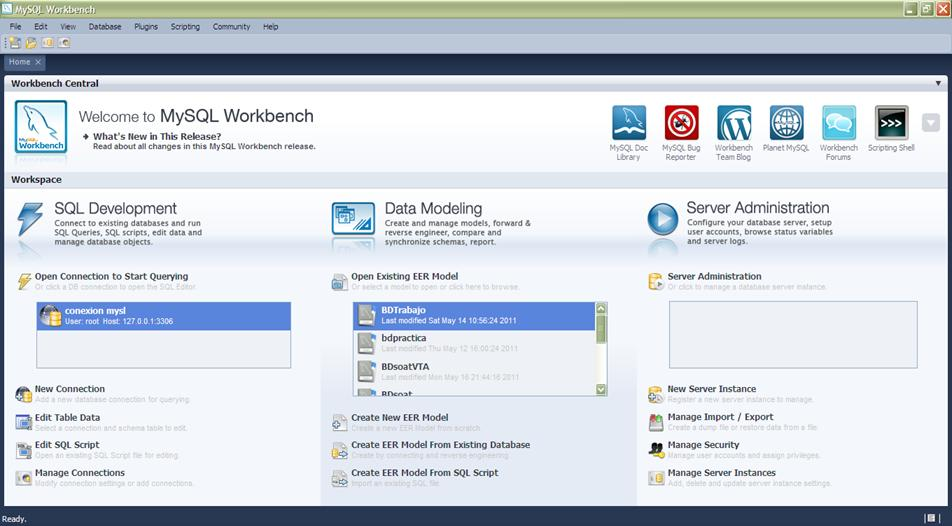 MySQL Workbench
File Edit View Database Plugins Scripting Community Help
Home
Workbench Central
MySQL
Workbench
Welcome to MySQL Workbench
What's New in This Release?
Read about all changes in this MySQL Workbench release.
MySQL Doc
Library
MySQL Bug
Reporter
Workbench
Team Blog
Planet MySQL
Workbench
Forums
>>>
Scripting Shell
Workspace
SQL Development
Connect to existing databases and run
SQL Queries, SQL scripts, edit data and
manage database objects.
Open Connection to Start Querying
Or click a DB connection to open the SQL Editor.
conexion mysl
User: root Host: 127.0.0.1:3306
New Connection
Add a new database connection for querying.
Edit Table Data
Select a connection and schema table to edit.
Edit SQL Script
Open an existing SQL Script file for editing.
Manage Connections
Modify connection settings or add connections.
Data Modeling
Create and manage models, forward &
reverse engineer, compare and
synchronize schemas, report.
Open Existing EER Model
Or select a model to open or click here to browse.
BDTrabajo
Last modified Sat May 14 10:56:24 2011
bdpractica
Last modified Thu May 12 16:00:24 2011
BDsoatVTA
Last modified Mon May 16 21:44:16 2011
BDsoat
Create New EER Model
Create a new EER Model from scratch.
Create EER Model From Existing Database
Create by connecting and reverse engineering.
Create EER Model From SQL Script
Import an existing SQL file.
Server Administration
Configure your database server, setup
user accounts, browse status variables
and server logs.
Server Administration
Or click to manage a database server instance.
New Server Instance
Register a new server instance to manage.
Manage Import / Export
Create a dump file or restore data from a file.
Manage Security
Manage user accounts and assign privileges.
Manage Server Instances
Add, delete and update server instance settings.
Ready.